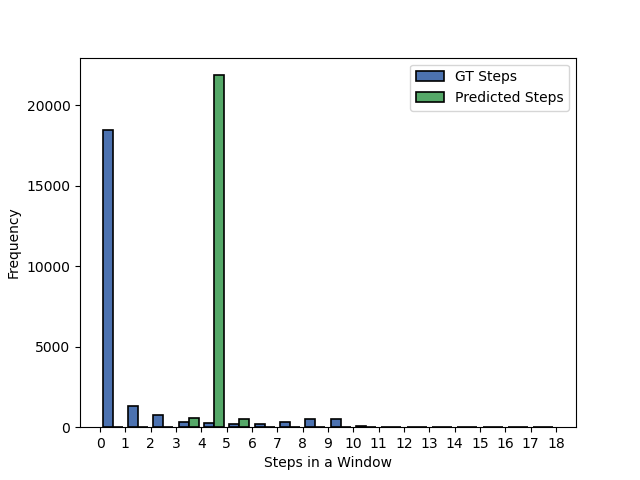 GT Steps
Predicted Steps
20000
15000
10000
5000
0
Frequency
0 1 2 3 4 5 6 7 8 9 10 11 12 13 14 15 16 17 18
Steps in a Window